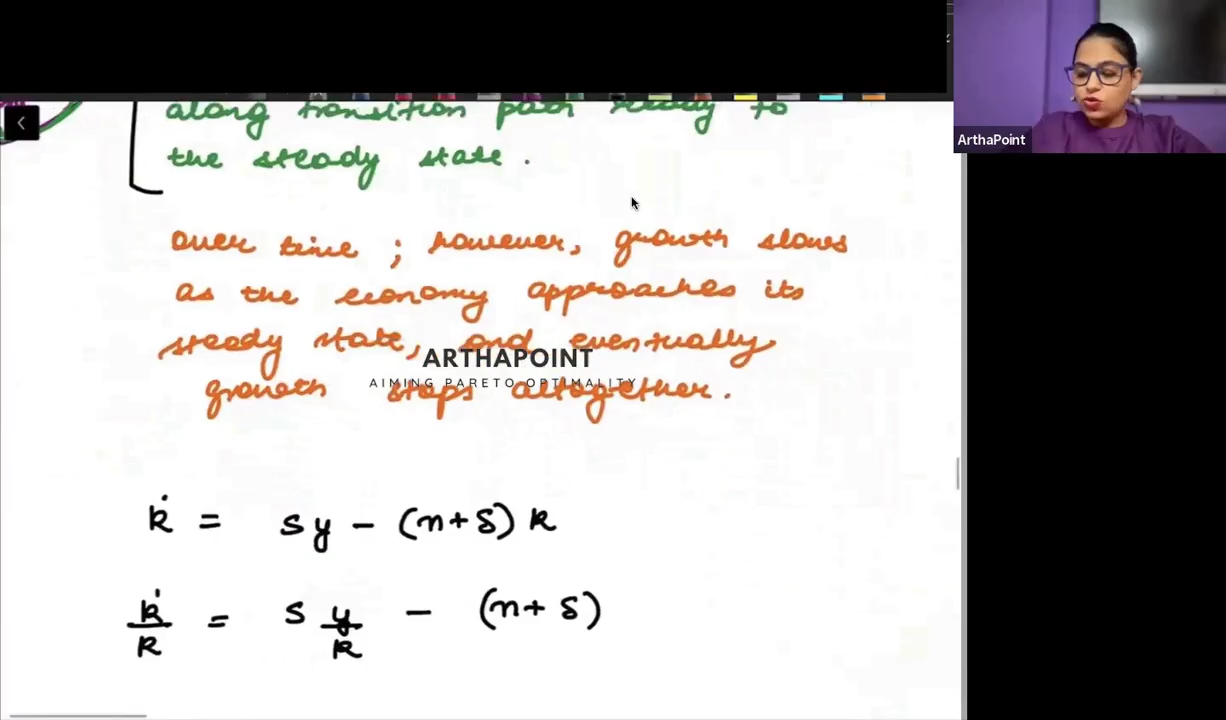 along transition path ready to
the steady state.
over time; however, growth slows
as the economy approaches its
steady state, and eventually
growth stops altogether.
ARTHAPOINT
AIMING PARETO OPTIMALITY
k̇ = sy - (n+δ)k
k̇/k = s y/k - (n+δ)
ArthaPoint